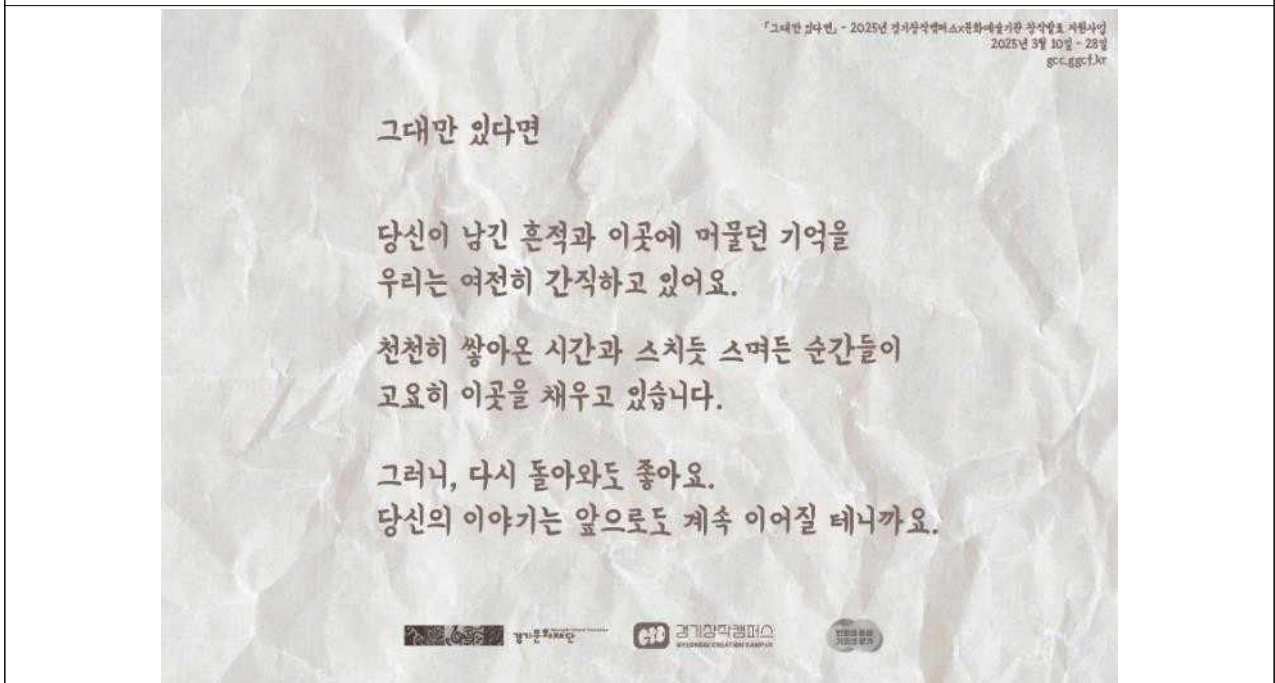 「그대만 있다면」 - 2025년 경기창작캠퍼스x문화예술기관 창작발표 지원사업
2025년 3월 10일 - 28일
gcc.ggcf.kr
그대만 있다면
당신이 남긴 흔적과 이곳에 머물던 기억을
우리는 여전히 간직하고 있어요.
천천히 쌓아온 시간과 스치듯 스며든 순간들이
고요히 이곳을 채우고 있습니다.
그러니, 다시 돌아와도 좋아요.
당신의 이야기는 앞으로도 계속 이어질 테니까요.
경기문화재단
경기창작캠퍼스
GYEONGGI CREATION CAMPUS